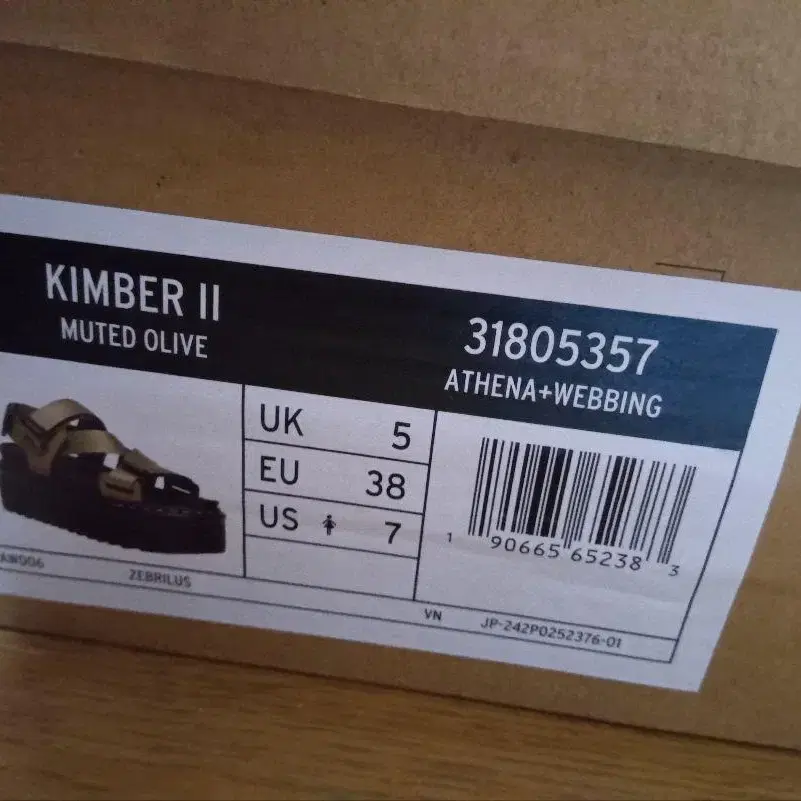 KIMBER II
MUTED OLIVE
31805357
ATHENA+WEBBING
UK 5
EU 38
US 7
1 90665 65238 3
AW006
ZEBRILUS
VN
JP-242P0252376-01